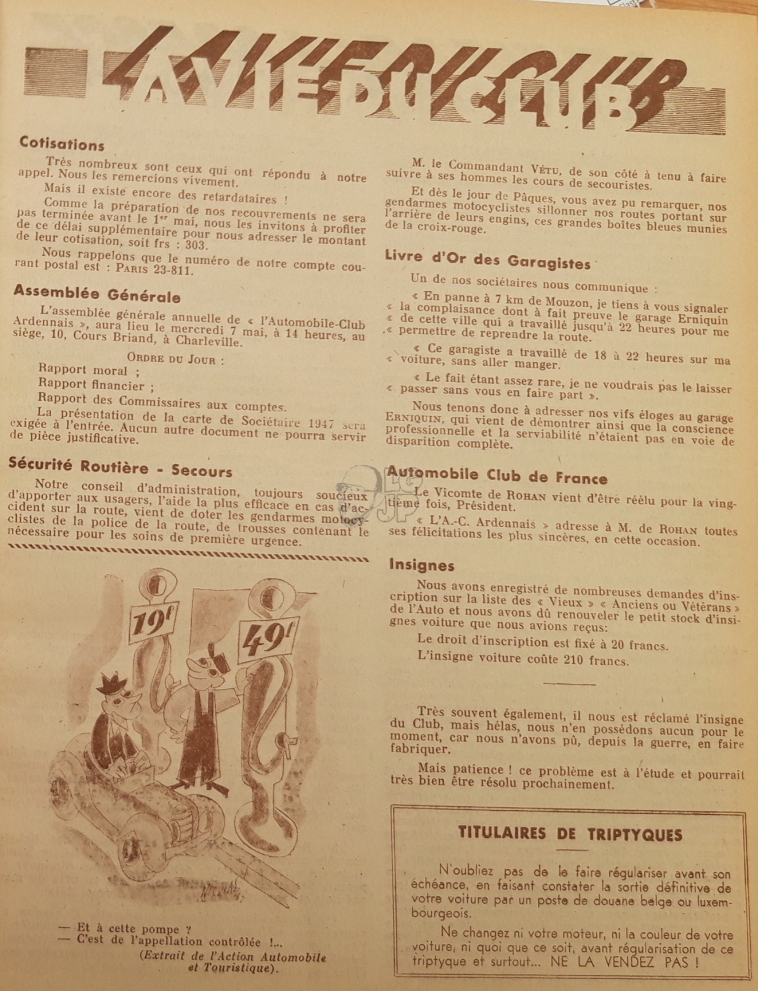 LA VIE DU CLUB
Cotisations
Très nombreux sont ceux qui ont répondu à notre
appel. Nous les remercions vivement.
Mais il existe encore des retardataires !
Comme la préparation de nos recouvrements ne sera
pas terminée avant le 1er mai, nous les invitons à profiter
de ce délai supplémentaire pour nous adresser le montant
de leur cotisation, soit frs : 303.
Nous rappelons que le numéro de notre compte cou-
rant postal est : PARIS 23-811.
Assemblée Générale
L'assemblée générale annuelle de « l'Automobile-Club
Ardennais », aura lieu le mercredi 7 mai, à 14 heures, au
siège, 10, Cours Briand, à Charleville.
ORDRE DU JOUR :
Rapport moral ;
Rapport financier ;
Rapport des Commissaires aux comptes.
La présentation de la carte de Sociétaire 1947 sera
exigée à l'entrée. Aucun autre document ne pourra servir
de pièce justificative.
Sécurité Routière - Secours
Notre conseil d'administration, toujours soucieux
d'apporter aux usagers, l'aide la plus efficace en cas d'ac-
cident sur la route, vient de doter les gendarmes motocy-
clistes de la police de la route, de trousses contenant le
nécessaire pour les soins de première urgence.
19f
49f
— Et à cette pompe ?
— C'est de l'appellation contrôlée !...
(Extrait de l'Action Automobile
et Touristique).
M. le Commandant VÉTU, de son côté à tenu à faire
suivre à ses hommes les cours de secouristes.
Et dès le jour de Pâques, vous avez pu remarquer, nos
gendarmes motocyclistes sillonner nos routes portant sur
l'arrière de leurs engins, ces grandes boîtes bleues munies
de la croix-rouge.
Livre d'Or des Garagistes
Un de nos sociétaires nous communique :
« En panne à 7 km de Mouzon, je tiens à vous signaler
« la complaisance dont à fait preuve le garage Erniquin
« de cette ville qui a travaillé jusqu'à 22 heures pour me
« permettre de reprendre la route.
« Ce garagiste a travaillé de 18 à 22 heures sur ma
« voiture, sans aller manger.
« Le fait étant assez rare, je ne voudrais pas le laisser
« passer sans vous en faire part ».
Nous tenons donc à adresser nos vifs éloges au garage
ERNIQUIN, qui vient de démontrer ainsi que la conscience
professionnelle et la serviabilité n'étaient pas en voie de
disparition complète.
Automobile Club de France
Le Vicomte de ROHAN vient d'être réélu pour la ving-
tième fois, Président.
« L'A.-C. Ardennais » adresse à M. de ROHAN toutes
ses félicitations les plus sincères, en cette occasion.
Insignes
Nous avons enregistré de nombreuses demandes d'ins-
cription sur la liste des « Vieux » « Anciens ou Vétérans »
de l'Auto et nous avons dû renouveler le petit stock d'insi-
gnes voiture que nous avions reçus:
Le droit d'inscription est fixé à 20 francs.
L'insigne voiture coûte 210 francs.
Très souvent également, il nous est réclamé l'insigne
du Club, mais hélas, nous n'en possédons aucun pour le
moment, car nous n'avons pû, depuis la guerre, en faire
fabriquer.
Mais patience ! ce problème est à l'étude et pourrait
très bien être résolu prochainement.
TITULAIRES DE TRIPTYQUES
N'oubliez pas de le faire régulariser avant son
échéance, en faisant constater la sortie définitive de
votre voiture par un poste de douane belge ou luxem-
bourgeois.
Ne changez ni votre moteur, ni la couleur de votre
voiture, ni quoi que ce soit, avant régularisation de ce
triptyque et surtout... NE LA VENDEZ PAS !
LG
JP